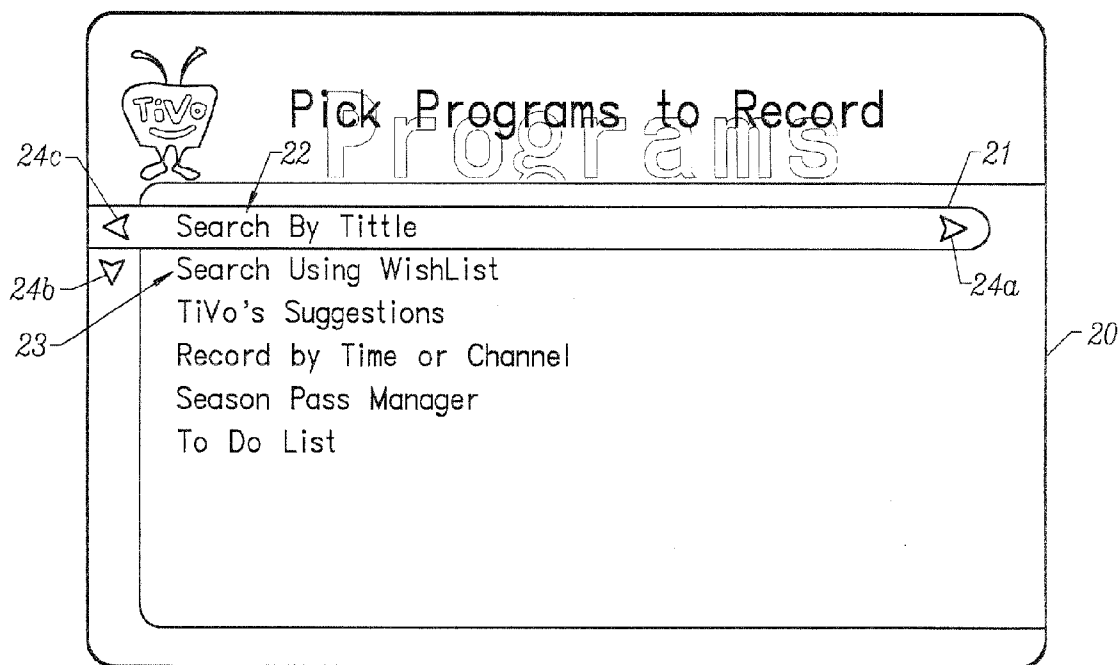 TiVo
Pick Programs to Record
Programs
24c
22
21
Search By Tittle
24b
Search Using WishList
24a
23
TiVo's Suggestions
20
Record by Time or Channel
Season Pass Manager
To Do List